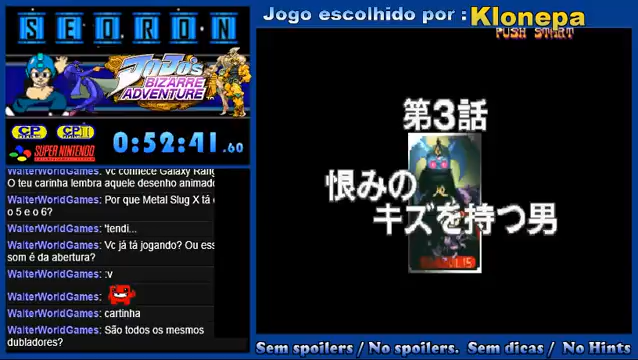 Jogo escolhido por : Klonepa
SEORDN
JoJo's
BIZARRE
ADVENTURE
PUSH START
CP
CP II
SUPER NINTENDO
0:52:41.60
第3話
恨みの
キズを持つ男
WalterWorldGames: Vc conhece Galaxy Rang
O teu carinha lembra aquele desenho animado
WalterWorldGames: Por que Metal Slug X tá e
o 5 e o 6?
WalterWorldGames: 'tendi...
WalterWorldGames: Vc já tá jogando? Ou ess
som é da abertura?
WalterWorldGames: :v
WalterWorldGames:
WalterWorldGames: cartinha
WalterWorldGames: São todos os mesmos
dubladores?
Sem spoilers / No spoilers. Sem dicas / No Hints